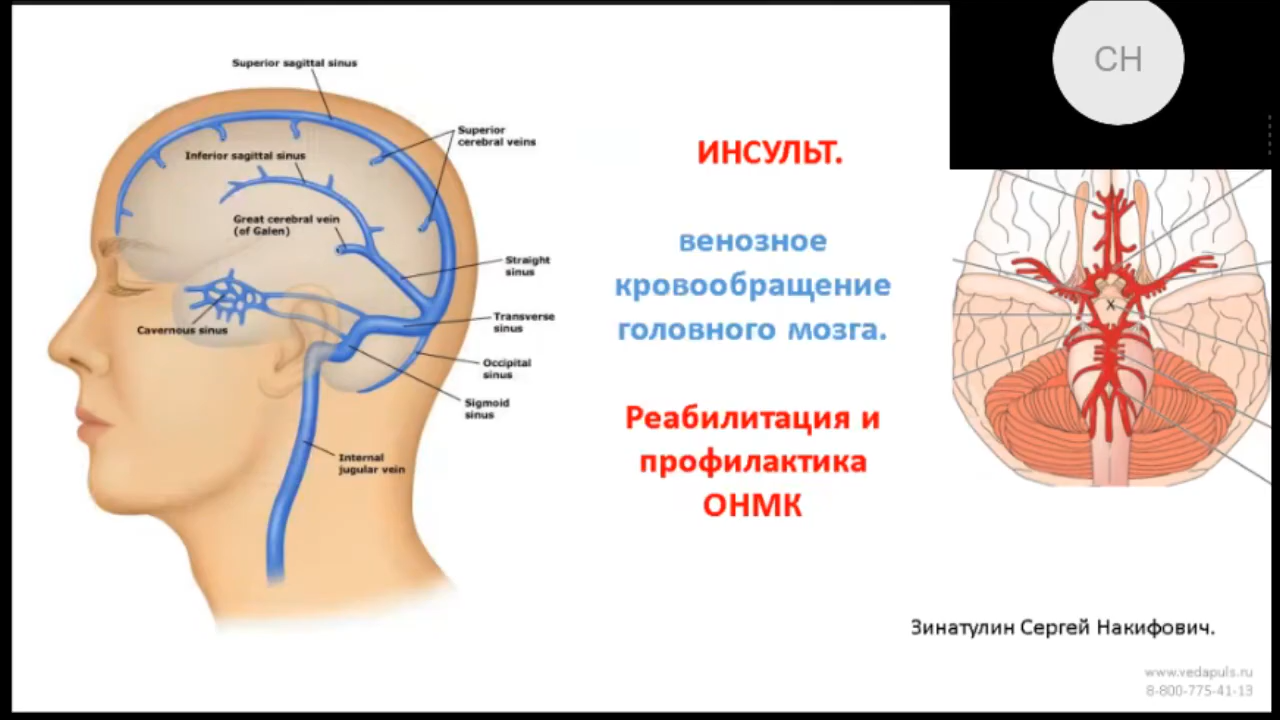 Superior sagittal sinus
Superior
cerebral veins
Inferior sagittal sinus
Great cerebral vein
(of Galen)
Straight
sinus
Cavernous sinus
Transverse
sinus
Occipital
sinus
Sigmoid
sinus
Internal
jugular vein
ИНСУЛЬТ.
венозное
кровообращение
головного мозга.
Реабилитация и
профилактика
ОНМК
СН
X
Зинатулин Сергей Накифович.
www.vedapuls.ru
8-800-775-41-13